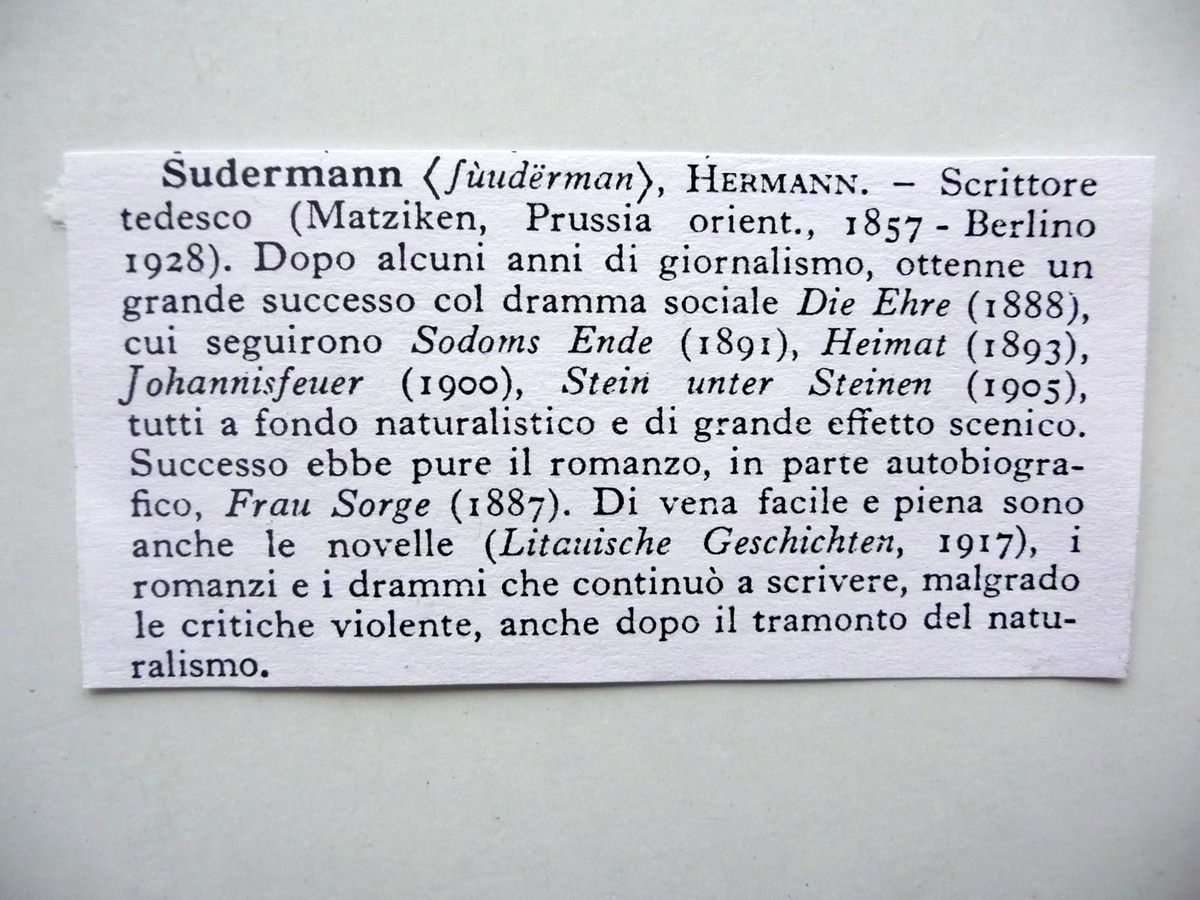 Sudermann ⟨ʃùudërman⟩, HERMANN. – Scrittore
tedesco (Matziken, Prussia orient., 1857 - Berlino
1928). Dopo alcuni anni di giornalismo, ottenne un
grande successo col dramma sociale Die Ehre (1888),
cui seguirono Sodoms Ende (1891), Heimat (1893),
Johannisfeuer (1900), Stein unter Steinen (1905),
tutti a fondo naturalistico e di grande effetto scenico.
Successo ebbe pure il romanzo, in parte autobiogra-
fico, Frau Sorge (1887). Di vena facile e piena sono
anche le novelle (Litauische Geschichten, 1917), i
romanzi e i drammi che continuò a scrivere, malgrado
le critiche violente, anche dopo il tramonto del natu-
ralismo.